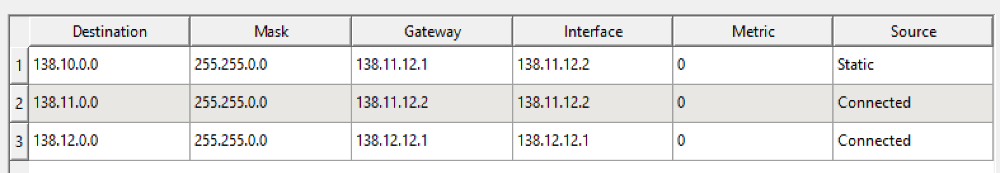 Destination Mask Gateway Interface Metric Source
1 138.10.0.0 255.255.0.0 138.11.12.1 138.11.12.2 0 Static
2 138.11.0.0 255.255.0.0 138.11.12.2 138.11.12.2 0 Connected
3 138.12.0.0 255.255.0.0 138.12.12.1 138.12.12.1 0 Connected